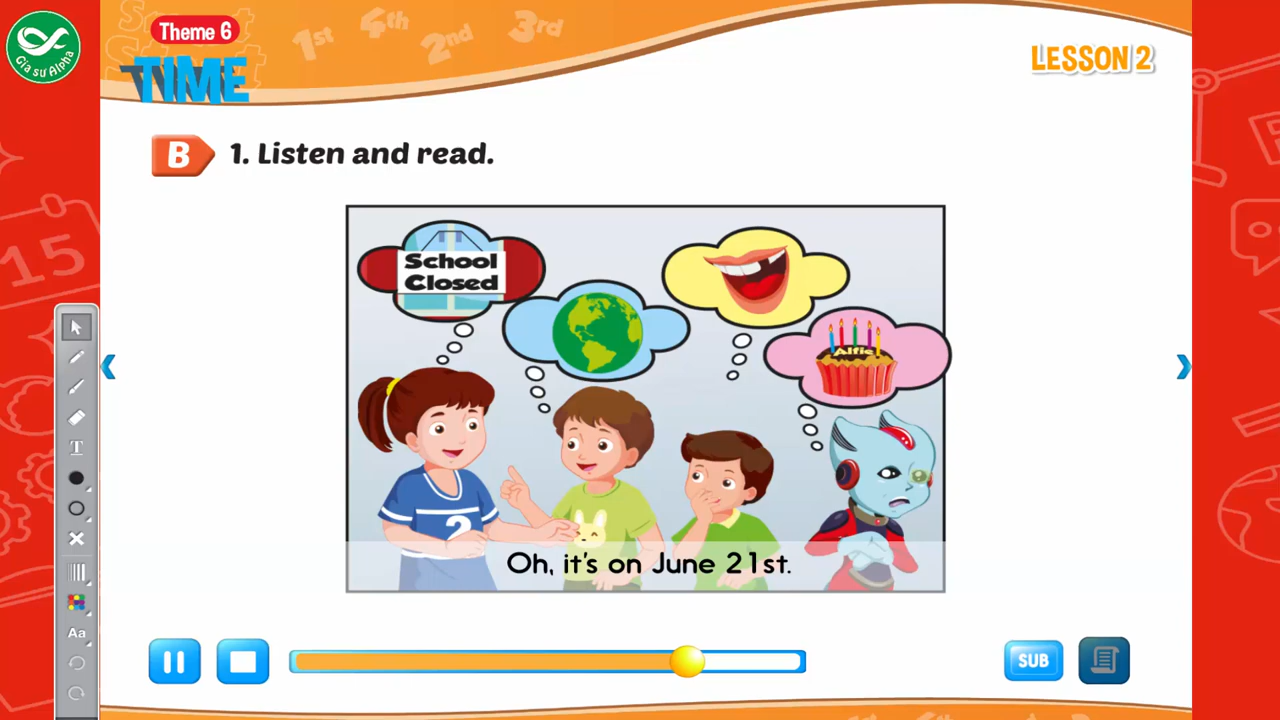 Gia sư Alpha
Theme 6
TIME
Start
1st
4th
2nd
3rd
LESSON 2
B
1. Listen and read.
School
Closed
Alfie
2
Oh, it's on June 21st.
15
T
Aa
SUB